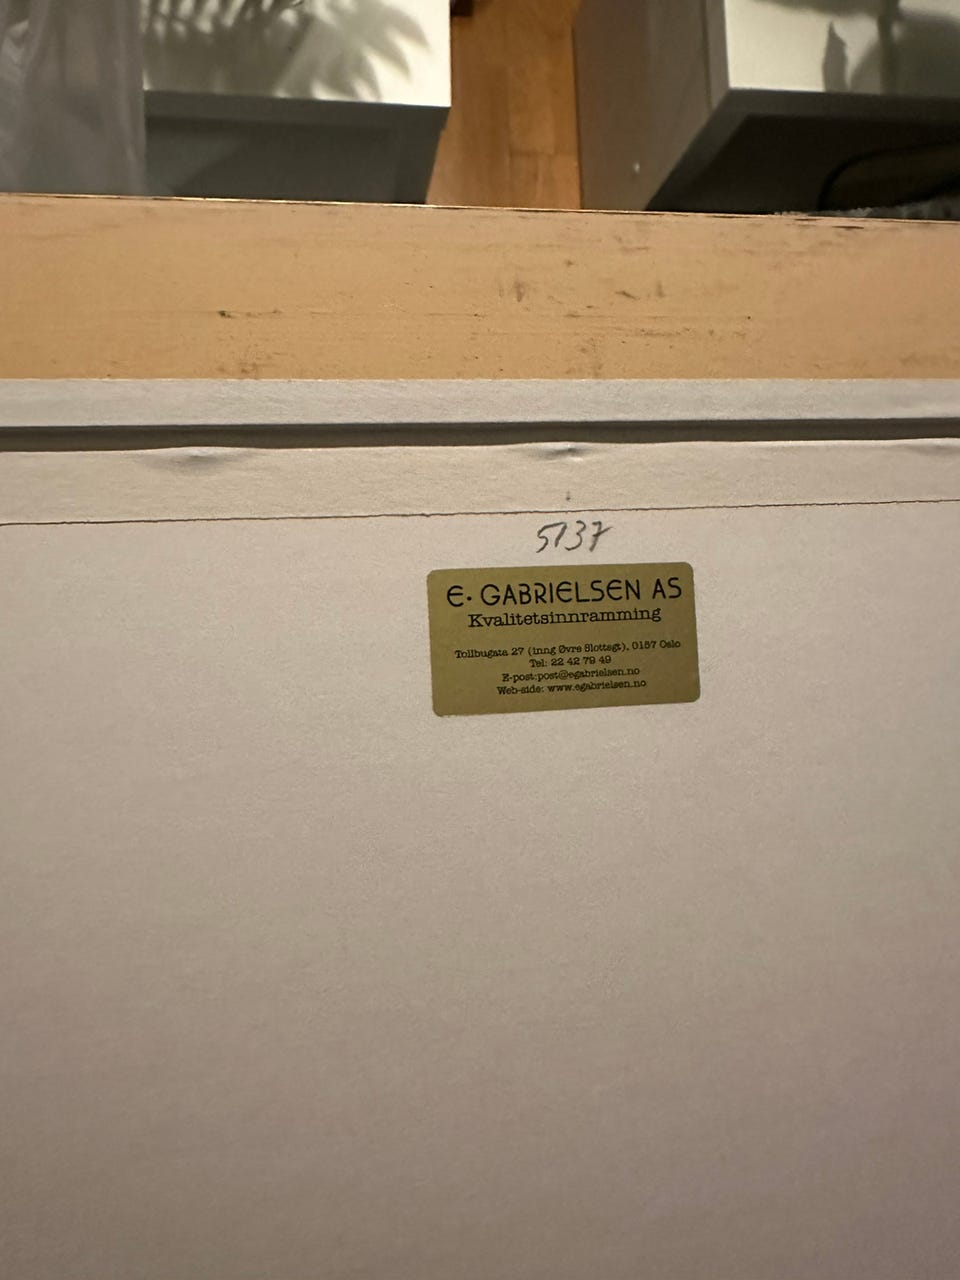 5137
E. GABRIELSEN AS
Kvalitetsinnramming
Tollbugata 27 (inng Øvre Slottsgt), 0157 Oslo
Tel: 22 42 79 49
E-post:post@egabrielsen.no
Web-side: www.egabrielsen.no